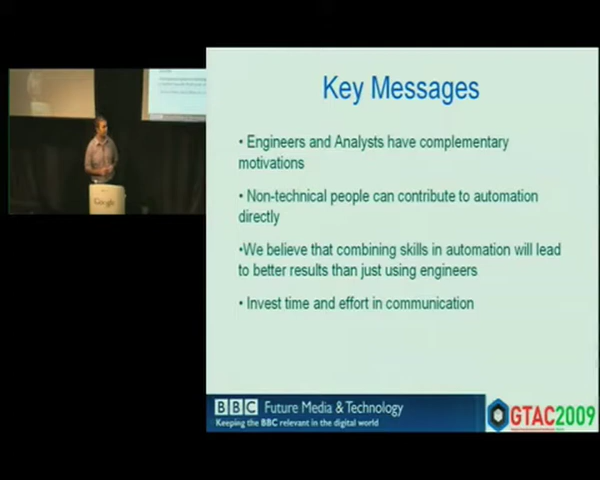 Key Messages
• Engineers and Analysts have complementary
motivations
• Non-technical people can contribute to automation
directly
•We believe that combining skills in automation will lead
to better results than just using engineers
• Invest time and effort in communication
Google
BBC Future Media & Technology
Keeping the BBC relevant in the digital world
GTAC2009